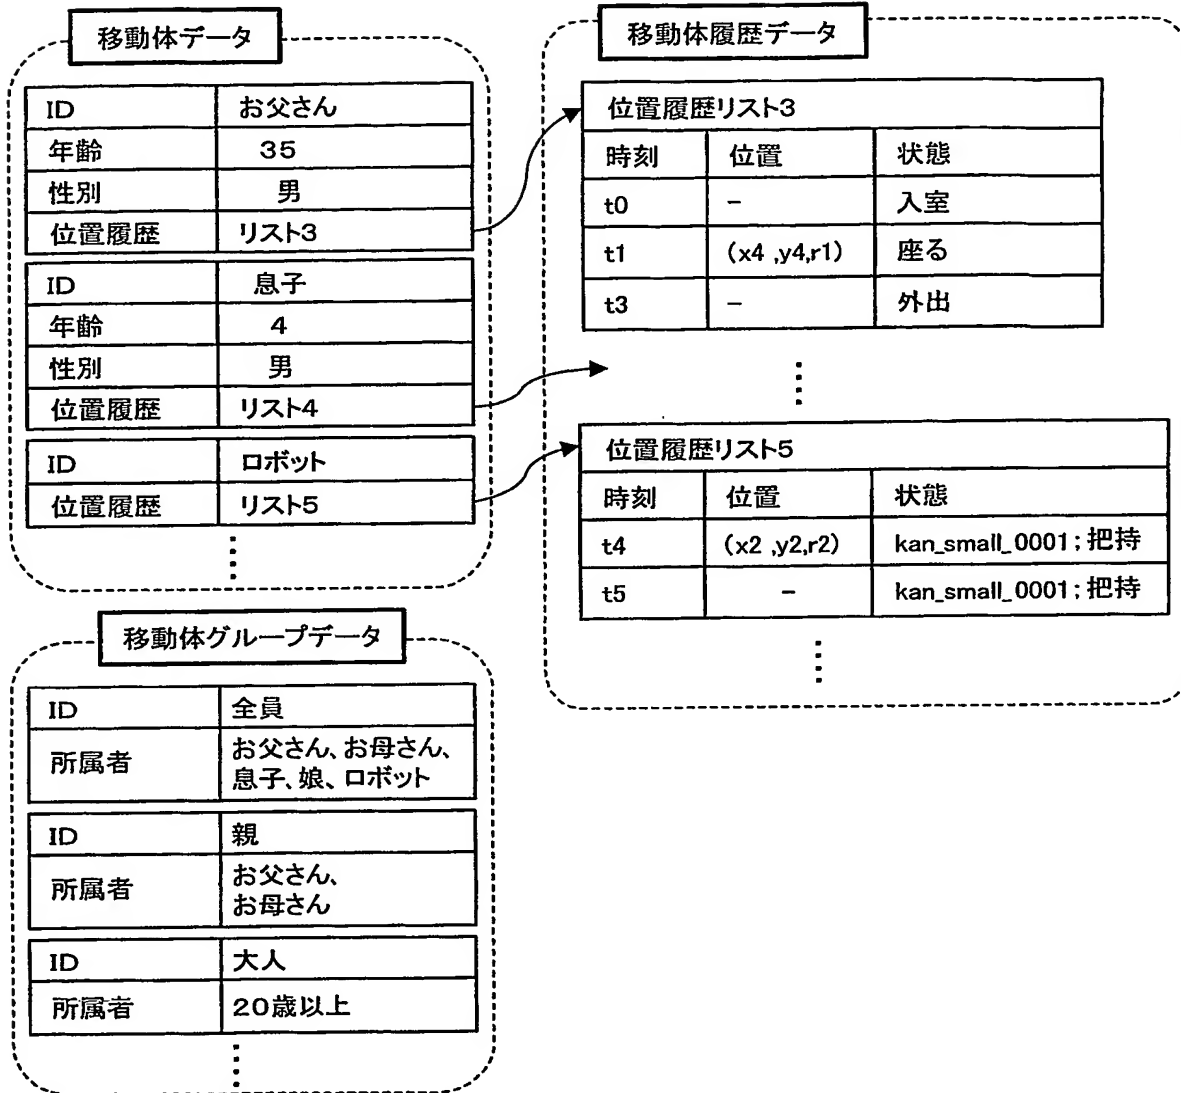 移動体データ
ID お父さん
年齢 35
性別 男
位置履歴 リスト3
ID 息子
年齢 4
性別 男
位置履歴 リスト4
ID ロボット
位置履歴 リスト5
移動体履歴データ
位置履歴リスト3
時刻 位置 状態
t0 - 入室
t1 (x4 ,y4,r1) 座る
t3 - 外出
位置履歴リスト5
時刻 位置 状態
t4 (x2 ,y2,r2) kan_small_0001;把持
t5 - kan_small_0001;把持
移動体グループデータ
ID 全員
所属者 お父さん、お母さん、
息子、娘、ロボット
ID 親
所属者 お父さん、
お母さん
ID 大人
所属者 20歳以上